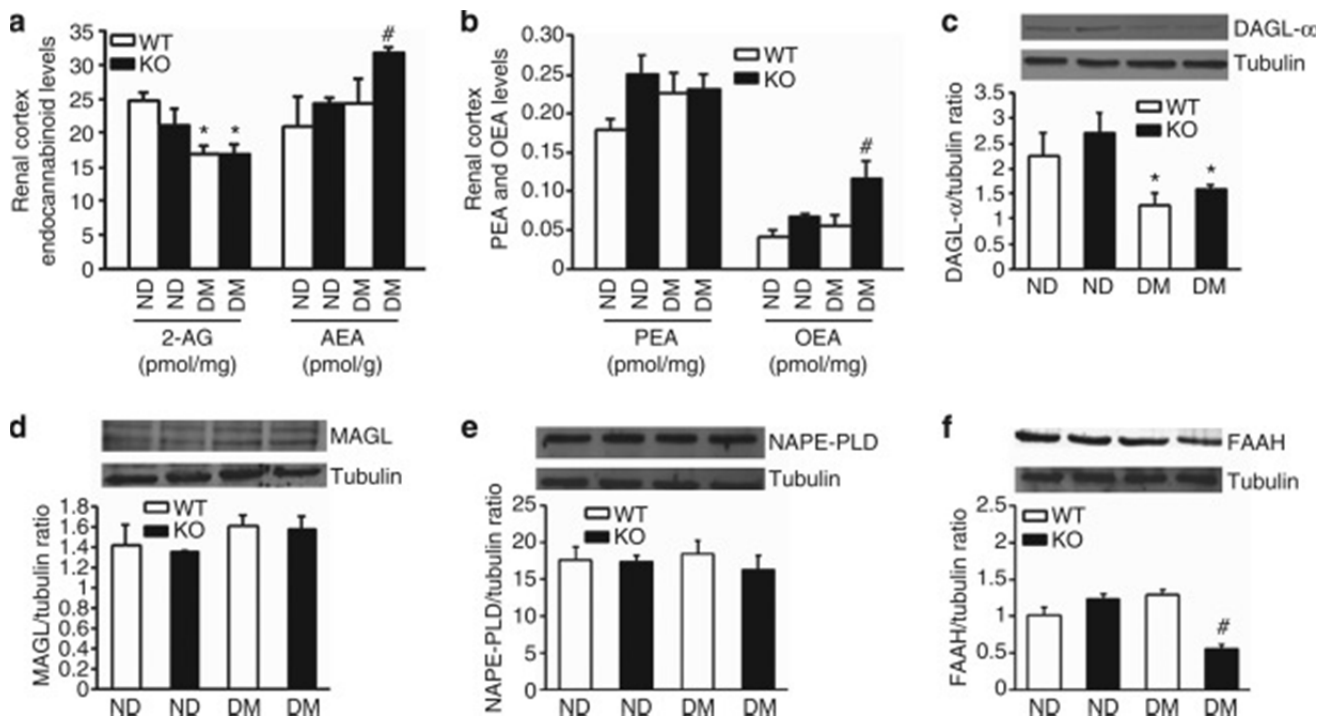 a
Renal cortex
endocannabinoid levels
35
30
25
20
15
10
35
0
WT
KO
*
*
#
ND
ND
DM
DM
ND
ND
DM
DM
2-AG
(pmol/mg)
AEA
(pmol/g)
b
Renal cortex
PEA and OEA levels
0.30
0.25
0.20
0.15
0.10
0.05
0.00
WT
KO
#
ND
ND
DM
DM
ND
ND
DM
DM
PEA
(pmol/mg)
OEA
(pmol/mg)
c
DAGL-α
Tubulin
DAGL-α/tubulin ratio
3.5
3
2.5
2
1.5
1
0.5
0
WT
KO
*
*
ND
ND
DM
DM
d
MAGL
Tubulin
MAGL/tubulin ratio
1.8
1.6
1.4
1.2
1
0.8
0.6
0.4
0.2
0
WT
KO
ND
ND
DM
DM
e
NAPE-PLD
Tubulin
NAPE-PLD/tubulin ratio
25
20
15
10
5
0
WT
KO
ND
ND
DM
DM
f
FAAH
Tubulin
FAAH/tubulin ratio
2.5
2
1.5
1
0.5
0
WT
KO
#
ND
ND
DM
DM